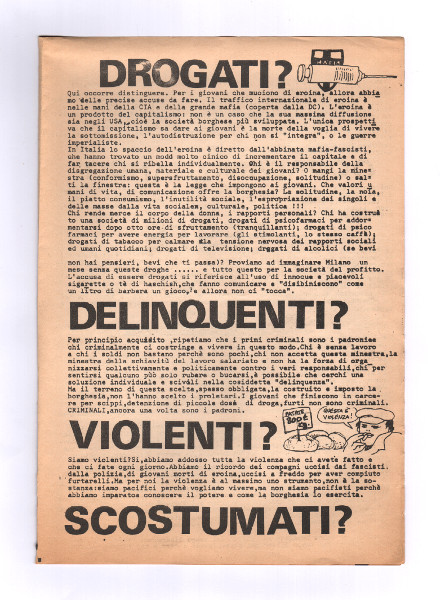 DROGATI?
MAFIA
Qui occorre distinguere. Per i giovani che muoiono di eroina, allora abbia
mo delle precise accuse da fare. Il traffico internazionale di eroina è
nelle mani della CIA e della grande mafia (coperta dalla DC). L'eroina è
un prodotto del capitalismo: non è un caso che la sua massima diffusione
sia negli USA, cioè la società borghese più sviluppata. L'unica prospetti
va che il capitalismo sa dare ai giovani è la morte della voglia di vivere
la sottomissione, l'autodistruzione per chi non si "integra", o le guerre
imperialiste.
In Italia lo spaccio dell'eroina è diretto dall'abbinata mafia-fascisti,
che hanno trovato un modo molto clinico di incrementare il capitale e di
far tacere chi si ribella individualmente. Chi è il responsabile della
disgregazione umana, materiale e culturale dei giovani? O mangi la mines
tra (conformismo, supersfruttamento, disoccupazione, solitudine) o sal-
ti la finestra: questa è la legge che impongono ai giovani. Che valori u
mani di vita, di comunicazione offre la borghesia? La solitudine, la noia,
il piatto consumismo, l'inutilità sociale, l'espropriazione dei singoli e
delle masse dalla vita sociale, culturale, politica !!!
Chi rende merce il corpo della donna, i rapporti personali? Chi ha costrui
to una società di milioni di drogati, drogati di psicofarmaci per addor-
mentarsi dopo otto ore di sfruttamento (tranquillanti); drogati di psico
farmaci per avere energia per lavorare (gli stimolanti, lo stesso caffè);
drogati di tabacco per calmare la tensione nervosa dei rapporti sociali
ed umani quotidiani; drogati di televisione; drogati di alcolici (se bevi
non hai pensieri, bevi che ti passa)? Proviamo ad immaginare Milano un
mese senza queste droghe ...... e tutto questo per la società del profitto.
L'accusa di essere drogati si riferisce all'uso di innocue e piacevoli
sigarette o tè di haschish, che fanno comunicare e "disibiniscono" come
un litro di barbera un gioco, e allora non ci "tocca".
DELINQUENTI?
Per principio acquisito, ripetiamo che i primi criminali sono i padroni e
chi criminalmente ci costringe a vivere in questo modo. Chi è senza lavoro
a chi i soldi non bastano perchè sono pochi, chi non accetta questa minestra, la
minestra della schiavitù del lavoro salariato e non ha la forza di orga
nizzarsi collettivamente e politicamente contro i veri responsabili, chi per
sentirsi qualcuno può solo rubare o bucarsi, è possibile che cerchi una
soluzione individuale e scivoli nella cosiddetta "delinquenza".
Ma il terreno di questa scelta, spesso obbligata, la costruito e imposto la
borghesia, non l'hanno scelto i proletari. I giovani che finiscono in carce-
re per scippi, detenzione di piccole dosi di droga, furti non sono criminali.
CRIMINALI, ancora una volta sono i padroni.
VIOLENTI?
PATATE
800£
QUESTA È
VIOLENZA!
Siamo violenti? Si, abbiamo addosso tutta la violenza che ci avete fatto e
che ci fate ogni giorno. Abbiamo il ricordo dei compagni uccisi dai fascisti,
dalla polizia, di giovani morti di eroina, uccisi a freddo per aver compiuto
furtarelli. Ma per noi la violenza è al massimo uno strumento, non è la so-
stanza: siamo pacifici perchè vogliamo vivere, ma non siamo pacifisti perchè
abbiamo imparato a conoscere il potere e come la borghesia lo esercita.
SCOSTUMATI?